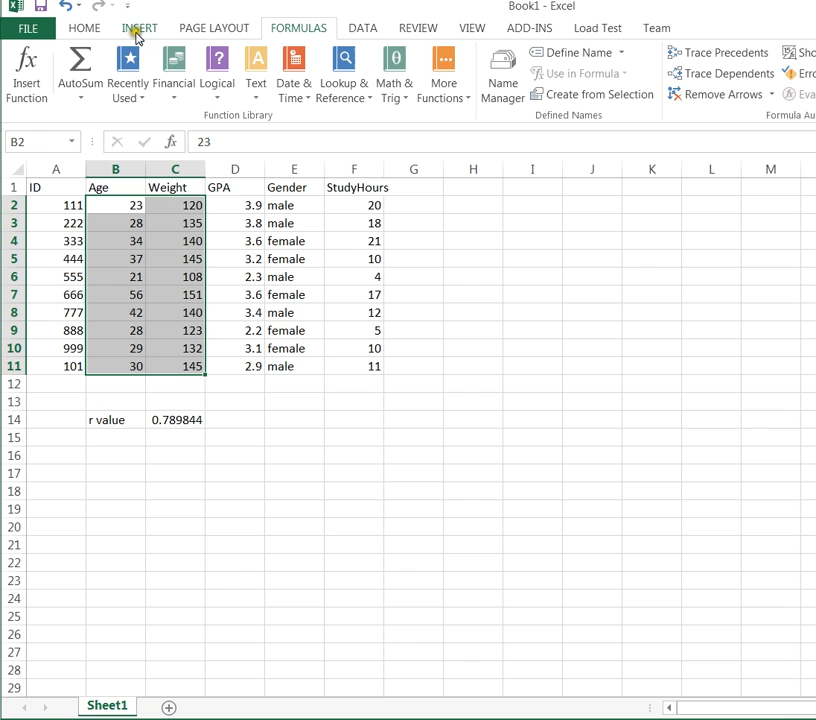 Book1 - Excel
FILE HOME INSERT PAGE LAYOUT FORMULAS DATA REVIEW VIEW ADD-INS Load Test Team
fx Insert Function
Σ AutoSum
Recently Used
Financial
Logical
Text
Date & Time
Lookup & Reference
Math & Trig
More Functions
Function Library
Name Manager
Define Name
Use in Formula
Create from Selection
Defined Names
Trace Precedents
Trace Dependents
Remove Arrows
Formula Au
B2 fx 23
A B C D E F G H I J K L M
1 ID Age Weight GPA Gender StudyHours
2 111 23 120 3.9 male 20
3 222 28 135 3.8 male 18
4 333 34 140 3.6 female 21
5 444 37 145 3.2 female 10
6 555 21 108 2.3 male 4
7 666 56 151 3.6 female 17
8 777 42 140 3.4 male 12
9 888 28 123 2.2 female 5
10 999 29 132 3.1 female 10
11 101 30 145 2.9 male 11
12
13
14 r value 0.789844
15
16
17
18
19
20
21
22
23
24
25
26
27
28
29
Sheet1